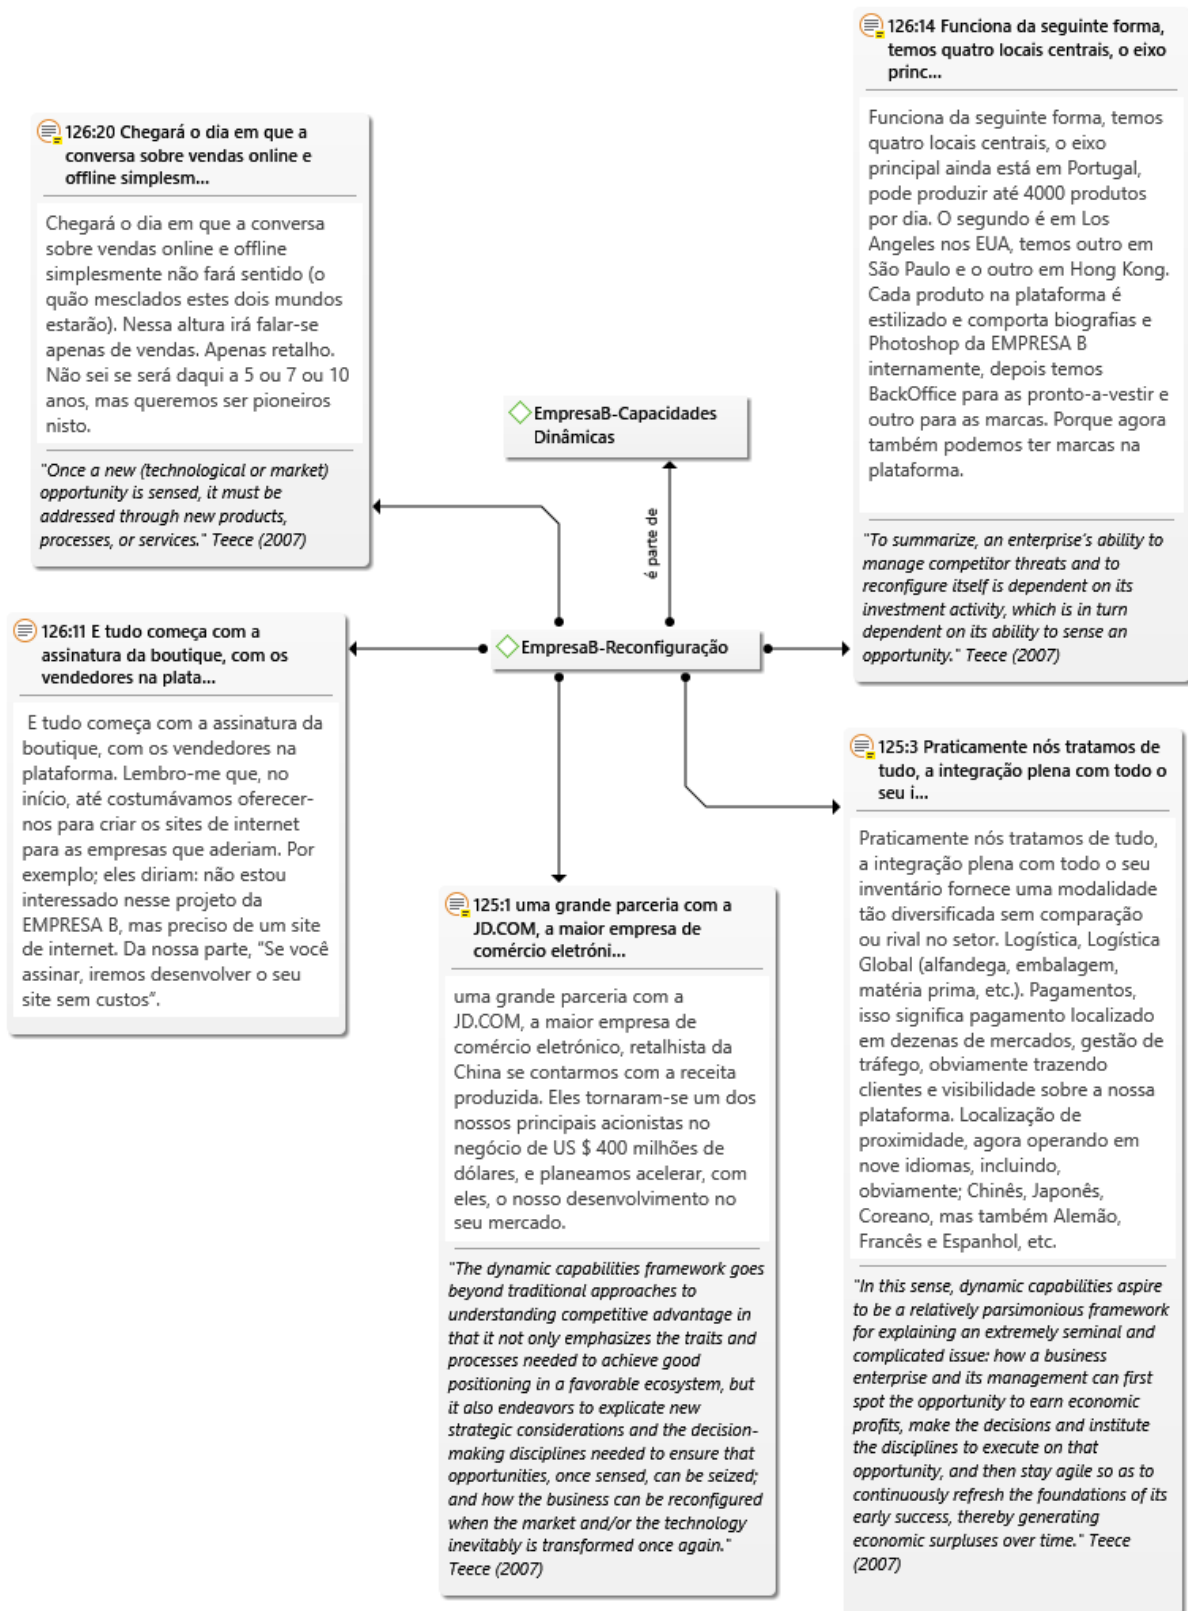 126:14 Funciona da seguinte forma,
temos quatro locais centrais, o eixo
princ...
Funciona da seguinte forma, temos
quatro locais centrais, o eixo
principal ainda está em Portugal,
pode produzir até 4000 produtos
por dia. O segundo é em Los
Angeles nos EUA, temos outro em
São Paulo e o outro em Hong Kong.
Cada produto na plataforma é
estilizado e comporta biografias e
Photoshop da EMPRESA B
internamente, depois temos
BackOffice para as pronto-a-vestir e
outro para as marcas. Porque agora
também podemos ter marcas na
plataforma.
"To summarize, an enterprise's ability to
manage competitor threats and to
reconfigure itself is dependent on its
investment activity, which is in turn
dependent on its ability to sense an
opportunity." Teece (2007)
126:20 Chegará o dia em que a
conversa sobre vendas online e
offline simplesm...
Chegará o dia em que a conversa
sobre vendas online e offline
simplesmente não fará sentido (o
quão mesclados estes dois mundos
estarão). Nessa altura irá falar-se
apenas de vendas. Apenas retalho.
Não sei se será daqui a 5 ou 7 ou 10
anos, mas queremos ser pioneiros
nisto.
"Once a new (technological or market)
opportunity is sensed, it must be
addressed through new products,
processes, or services." Teece (2007)
EmpresaB-Capacidades
Dinâmicas
é parte de
EmpresaB-Reconfiguração
126:11 E tudo começa com a
assinatura da boutique, com os
vendedores na plata...
E tudo começa com a assinatura da
boutique, com os vendedores na
plataforma. Lembro-me que, no
início, até costumávamos oferecer-
nos para criar os sites de internet
para as empresas que aderiam. Por
exemplo; eles diriam: não estou
interessado nesse projeto da
EMPRESA B, mas preciso de um site
de internet. Da nossa parte, “Se você
assinar, iremos desenvolver o seu
site sem custos”.
125:1 uma grande parceria com a
JD.COM, a maior empresa de
comércio eletróni...
uma grande parceria com a
JD.COM, a maior empresa de
comércio eletrónico, retalhista da
China se contarmos com a receita
produzida. Eles tornaram-se um dos
nossos principais acionistas no
negócio de US $ 400 milhões de
dólares, e planeamos acelerar, com
eles, o nosso desenvolvimento no
seu mercado.
"The dynamic capabilities framework goes
beyond traditional approaches to
understanding competitive advantage in
that it not only emphasizes the traits and
processes needed to achieve good
positioning in a favorable ecosystem, but
it also endeavors to explicate new
strategic considerations and the decision-
making disciplines needed to ensure that
opportunities, once sensed, can be seized;
and how the business can be reconfigured
when the market and/or the technology
inevitably is transformed once again."
Teece (2007)
125:3 Praticamente nós tratamos de
tudo, a integração plena com todo o
seu i...
Praticamente nós tratamos de tudo,
a integração plena com todo o seu
inventário fornece uma modalidade
tão diversificada sem comparação
ou rival no setor. Logística, Logística
Global (alfandega, embalagem,
matéria prima, etc.). Pagamentos,
isso significa pagamento localizado
em dezenas de mercados, gestão de
tráfego, obviamente trazendo
clientes e visibilidade sobre a nossa
plataforma. Localização de
proximidade, agora operando em
nove idiomas, incluindo,
obviamente; Chinês, Japonês,
Coreano, mas também Alemão,
Francês e Espanhol, etc.
"In this sense, dynamic capabilities aspire
to be a relatively parsimonious framework
for explaining an extremely seminal and
complicated issue: how a business
enterprise and its management can first
spot the opportunity to earn economic
profits, make the decisions and institute
the disciplines to execute on that
opportunity, and then stay agile so as to
continuously refresh the foundations of its
early success, thereby generating
economic surpluses over time." Teece
(2007)